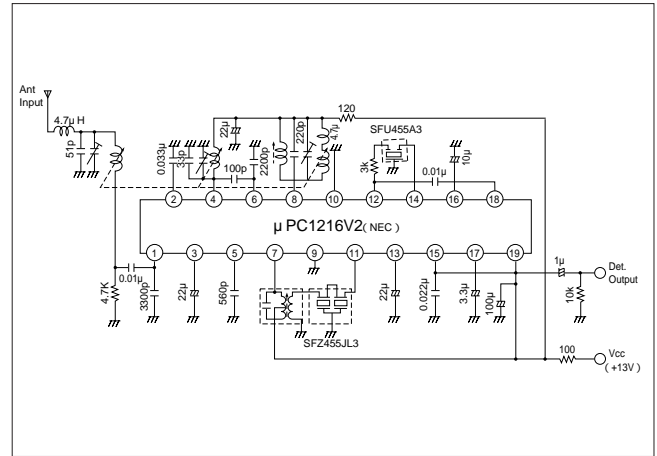 Ant
Input
4.7µ H
51p
0.033µ
33p
22µ
100p
2200p
220p
4.7µ
120
SFU455A3
3k
0.01µ
10µ
2
4
6
8
10
12
14
16
18
µ PC1216V2 ( NEC )
1
3
5
7
9
11
13
15
17
19
0.01µ
4.7K
3300p
22µ
560p
SFZ455JL3
22µ
0.022µ
3.3µ
100µ
1µ
10k
Det.
Output
100
Vcc
( +13V )